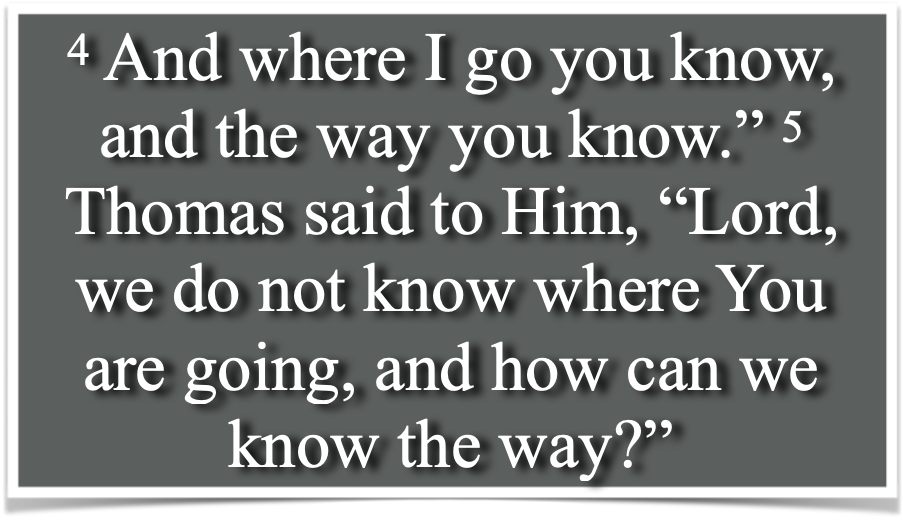 ⁴ And where I go you know,
and the way you know.” ⁵
Thomas said to Him, “Lord,
we do not know where You
are going, and how can we
know the way?”